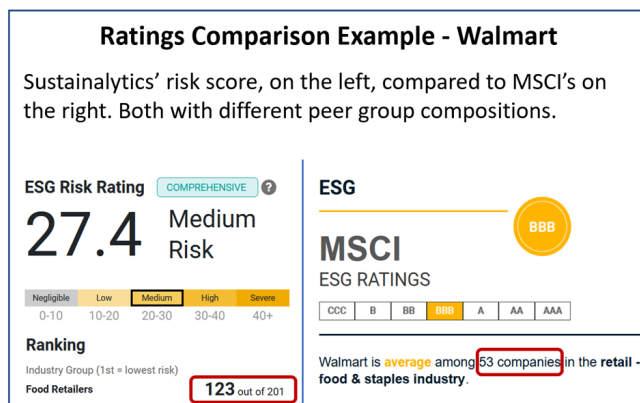 Ratings Comparison Example - Walmart
Sustainalytics’ risk score, on the left, compared to MSCI’s on
the right. Both with different peer group compositions.
ESG Risk Rating COMPREHENSIVE ?
27.4 Medium
Risk
Negligible Low Medium High Severe
0-10 10-20 20-30 30-40 40+
Ranking
Industry Group (1st = lowest risk)
Food Retailers 123 out of 201
ESG
BBB
MSCI
ESG RATINGS
CCC B BB BBB A AA AAA
Walmart is average among 53 companies in the retail -
food & staples industry.